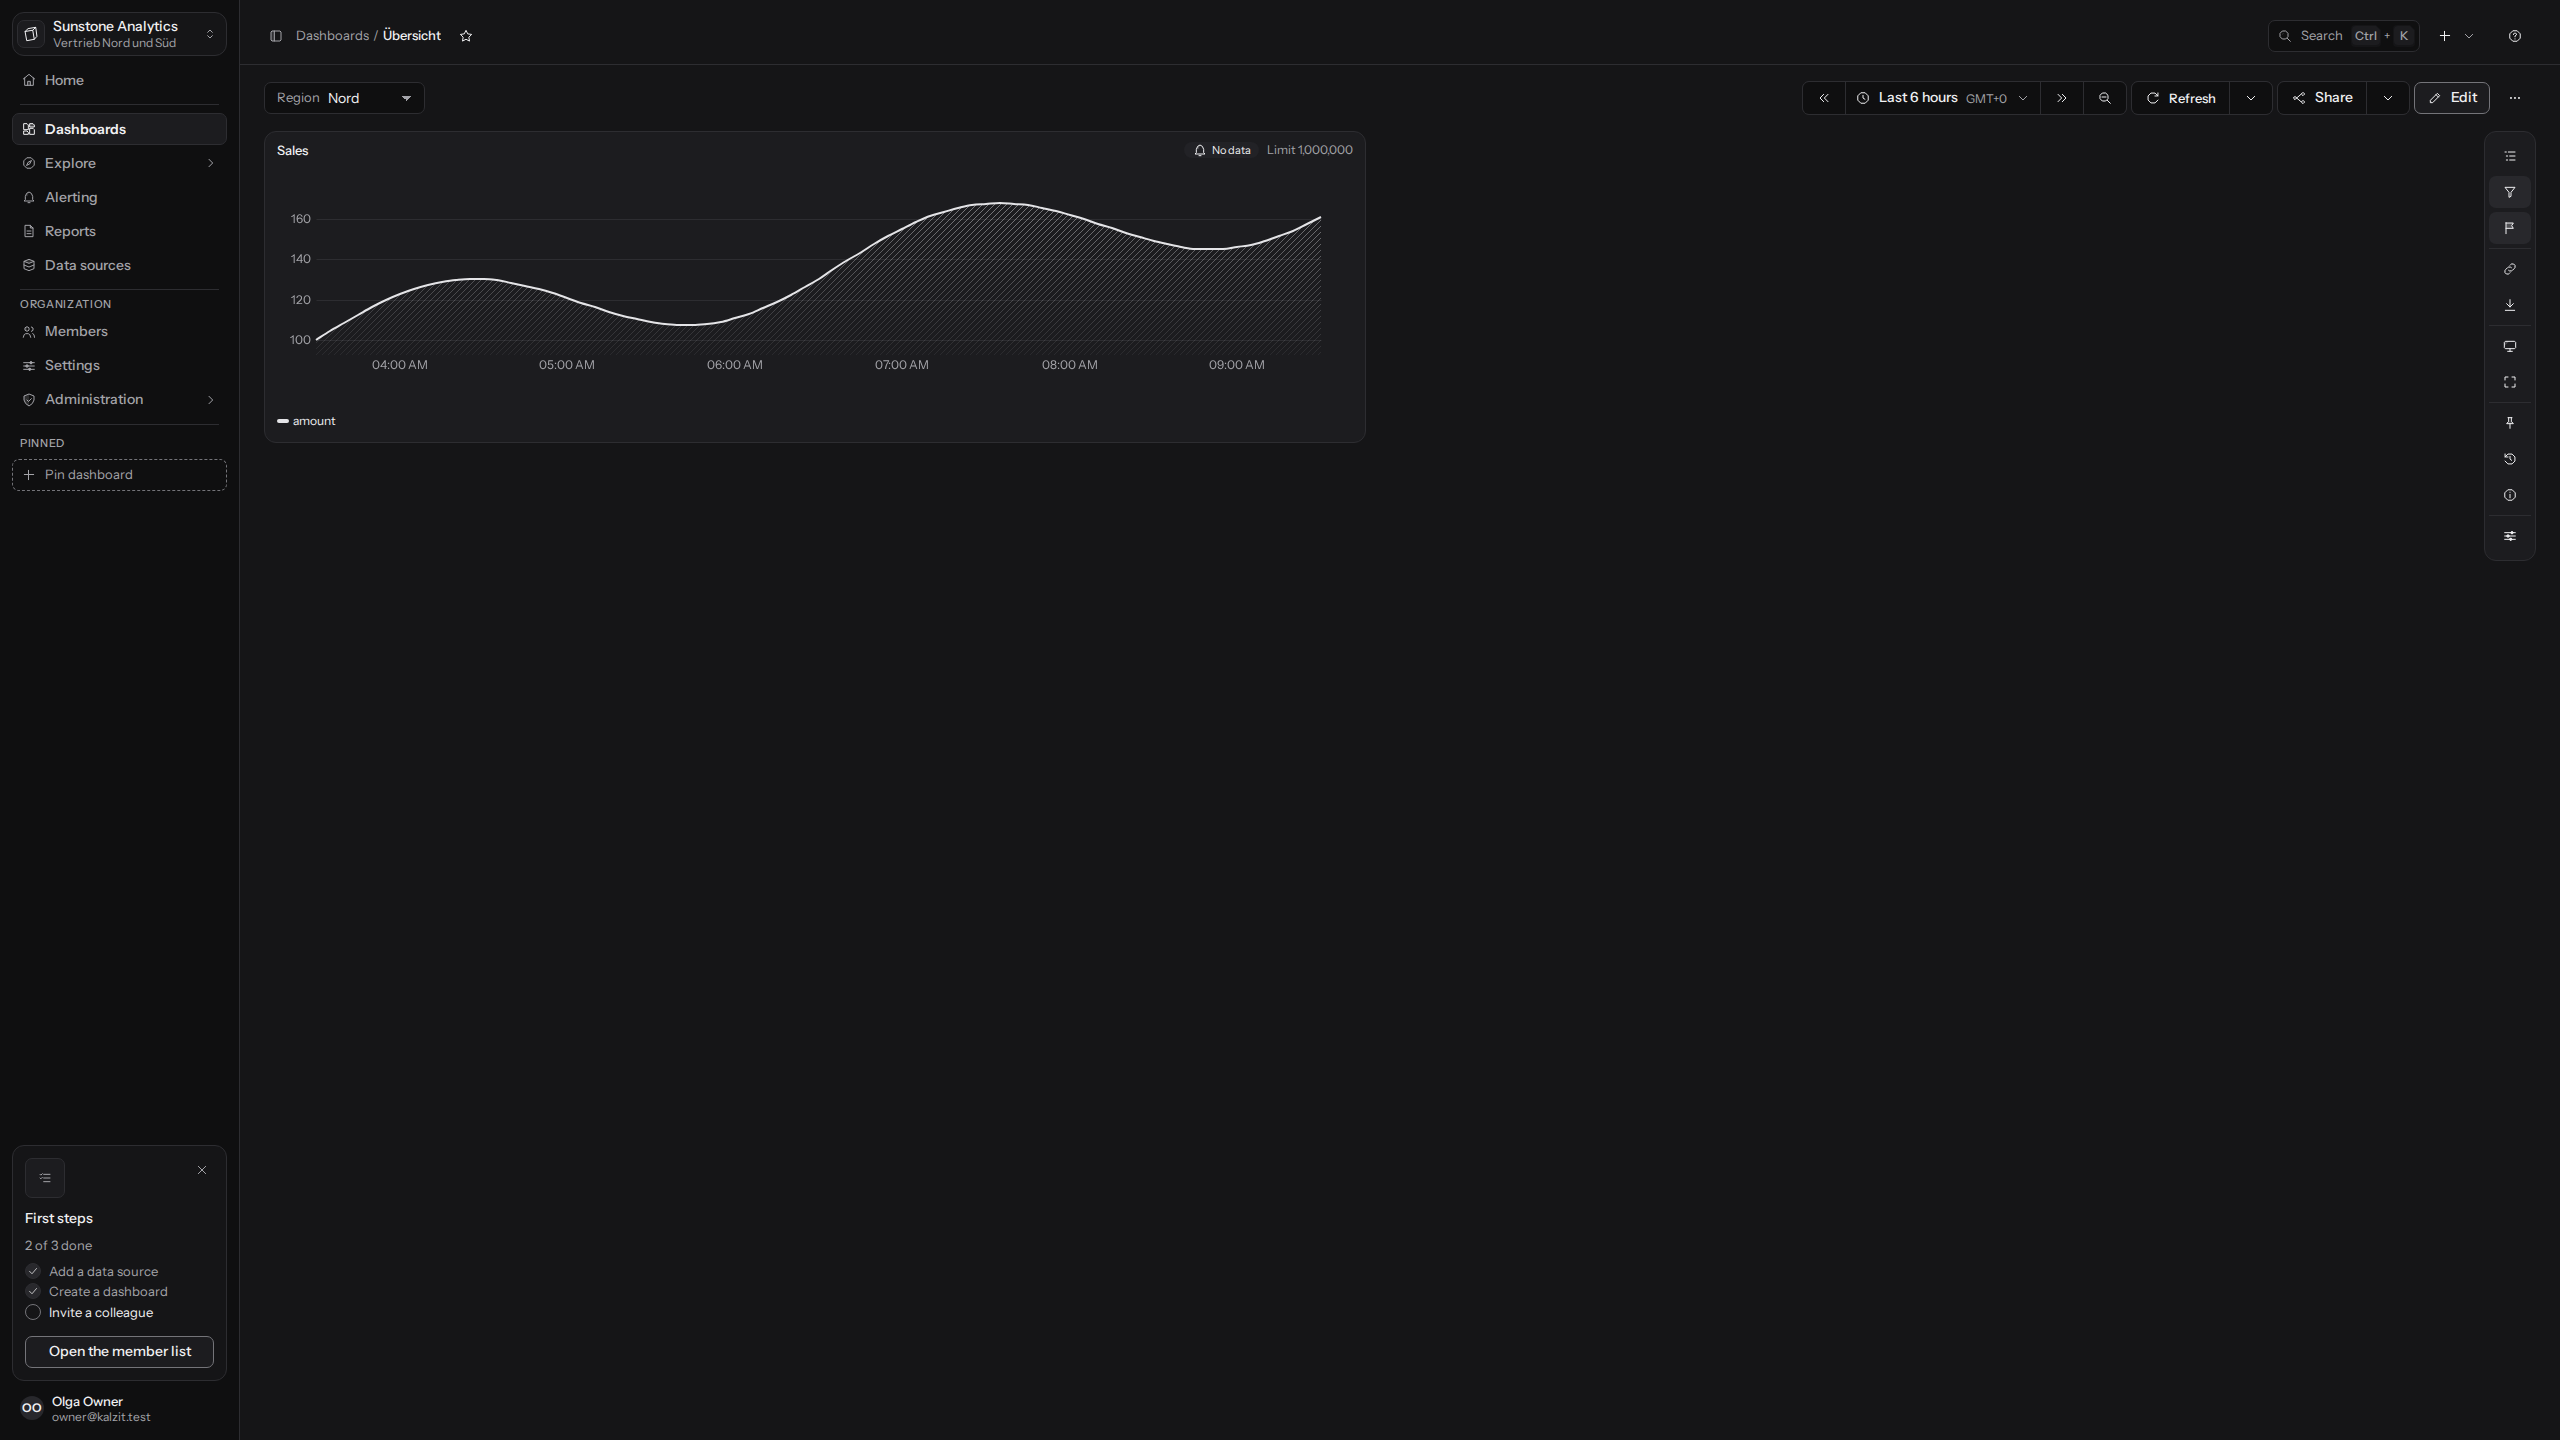 Sunstone Analytics
Vertrieb Nord und Süd
Home
Dashboards
Explore
Alerting
Reports
Data sources
ORGANIZATION
Members
Settings
Administration
PINNED
Pin dashboard
First steps
2 of 3 done
Add a data source
Create a dashboard
Invite a colleague
Open the member list
OO
Olga Owner
owner@kalzit.test
Dashboards / Übersicht
Search Ctrl + K
Region Nord
Last 6 hours GMT+0
Refresh
Share
Edit
Sales
No data
Limit 1,000,000
160
140
120
100
04:00 AM 05:00 AM 06:00 AM 07:00 AM 08:00 AM 09:00 AM
amount